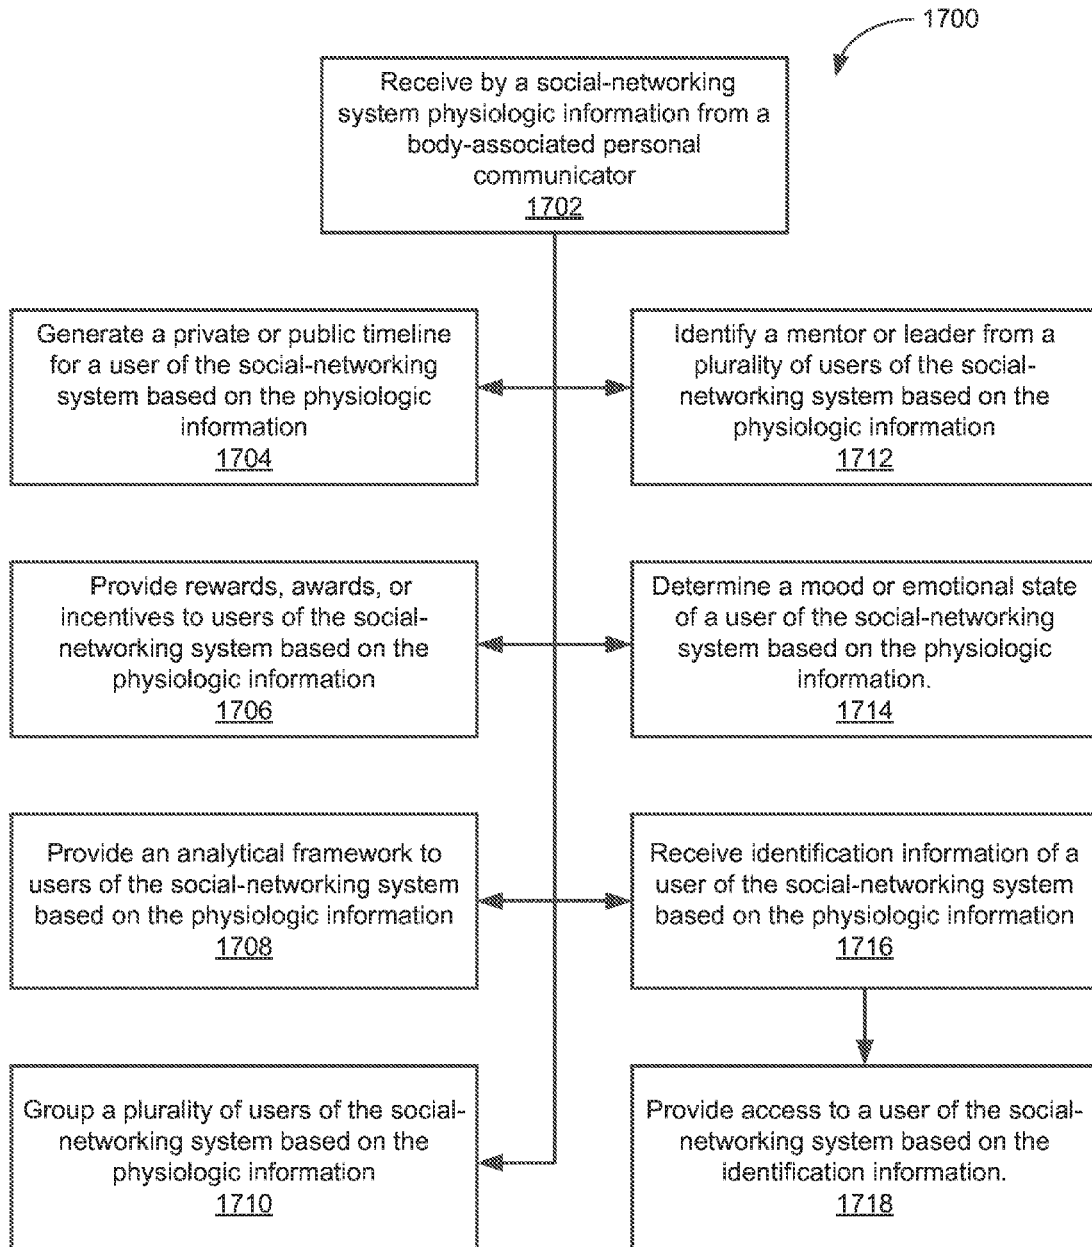 1700
Receive by a social-networking
system physiologic information from a
body-associated personal
communicator
1702
Generate a private or public timeline
for a user of the social-networking
system based on the physiologic
information
1704
Identify a mentor or leader from a
plurality of users of the social-
networking system based on the
physiologic information
1712
Provide rewards, awards, or
incentives to users of the social-
networking system based on the
physiologic information
1706
Determine a mood or emotional state
of a user of the social-networking
system based on the physiologic
information.
1714
Provide an analytical framework to
users of the social-networking system
based on the physiologic information
1708
Receive identification information of a
user of the social-networking system
based on the physiologic information
1716
Group a plurality of users of the social-
networking system based on the
physiologic information
1710
Provide access to a user of the social-
networking system based on the
identification information.
1718